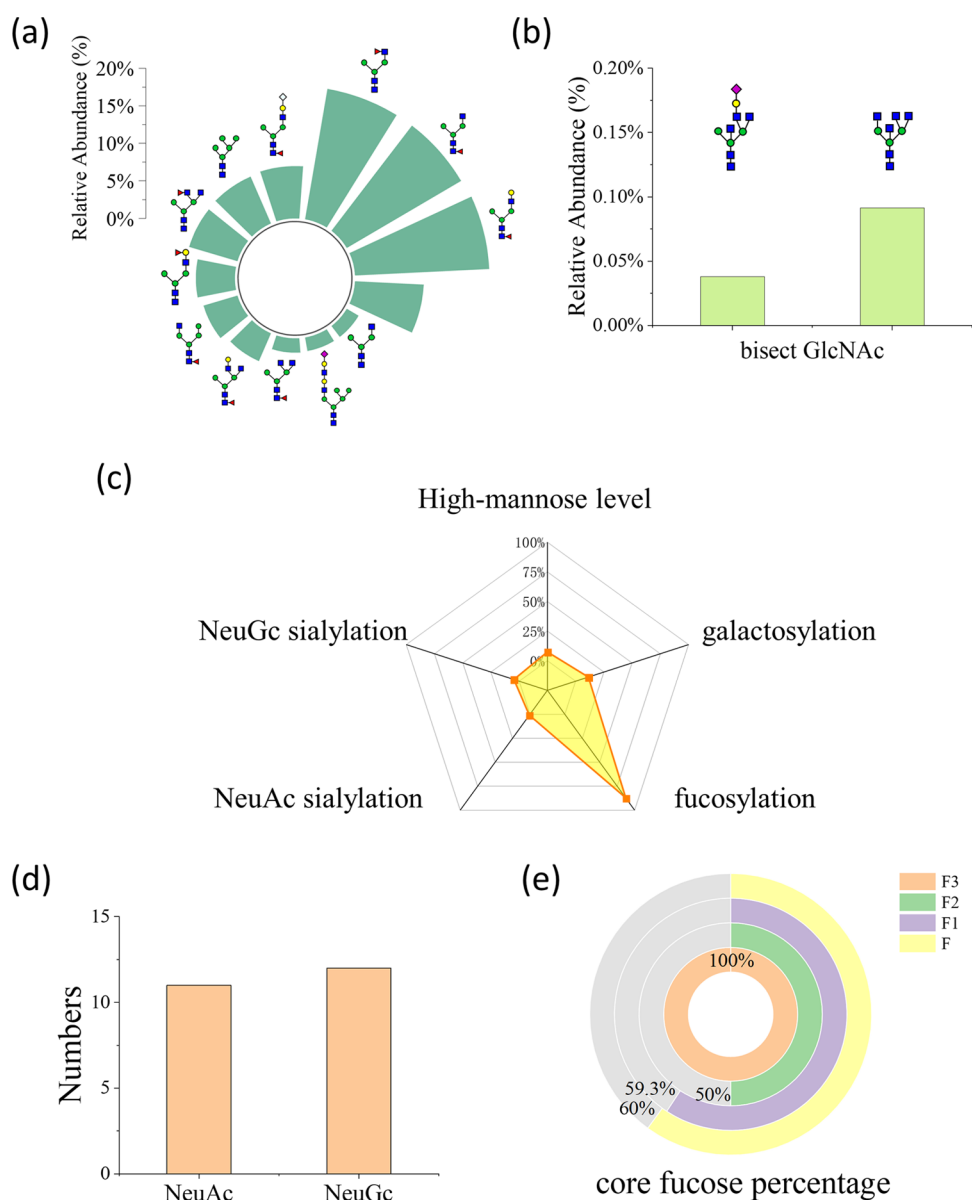 (a)
Relative Abundance (%)
20%
15%
10%
5%
0%
(b)
Relative Abundance (%)
0.20%
0.15%
0.10%
0.05%
0.00%
bisect GlcNAc
(c)
High-mannose level
100%
75%
50%
25%
0%
NeuGc sialylation
galactosylation
NeuAc sialylation
fucosylation
(d)
Numbers
15
10
5
0
NeuAc
NeuGc
(e)
F3
F2
F1
F
100%
59.3%
50%
60%
core fucose percentage